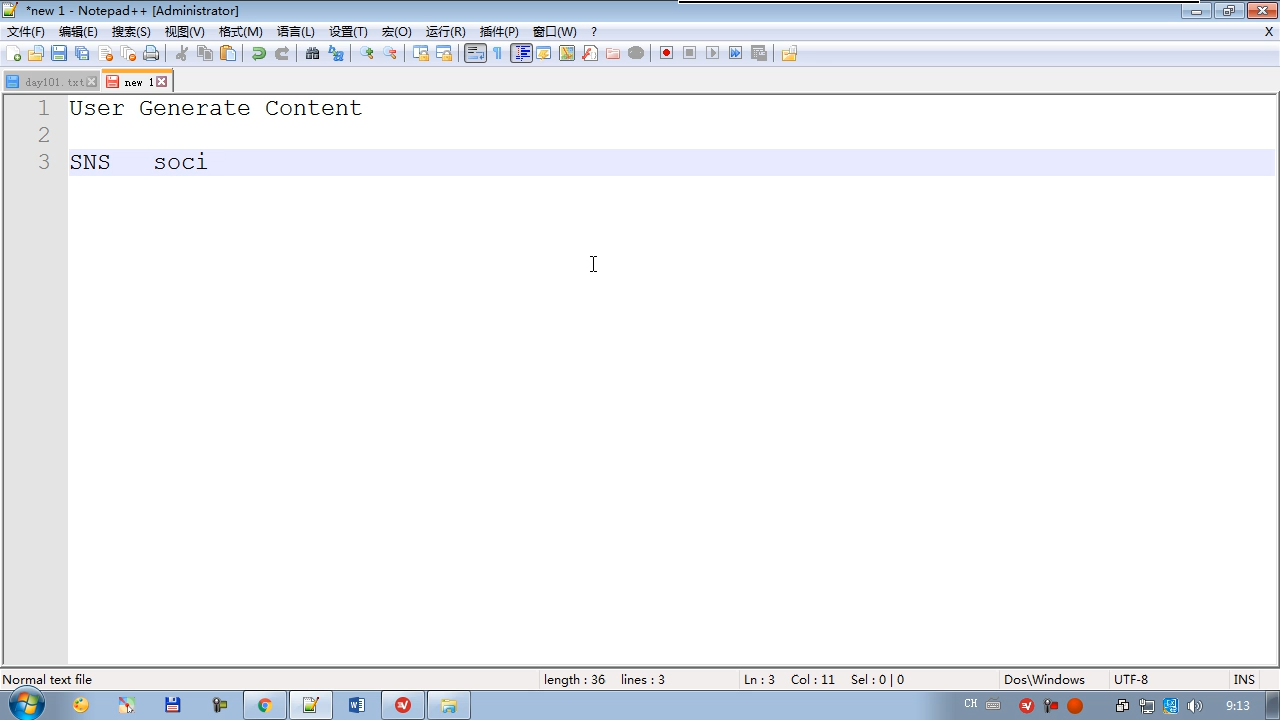 *new 1 - Notepad++ [Administrator]
文件(F) 编辑(E) 搜索(S) 视图(V) 格式(M) 语言(L) 设置(T) 宏(O) 运行(R) 插件(P) 窗口(W) ? X
day101.txt new 1
1 User Generate Content
2
3 SNS soci
Normal text file length : 36 lines : 3 Ln : 3 Col : 11 Sel : 0 | 0 Dos\Windows UTF-8 INS
CH 9:13